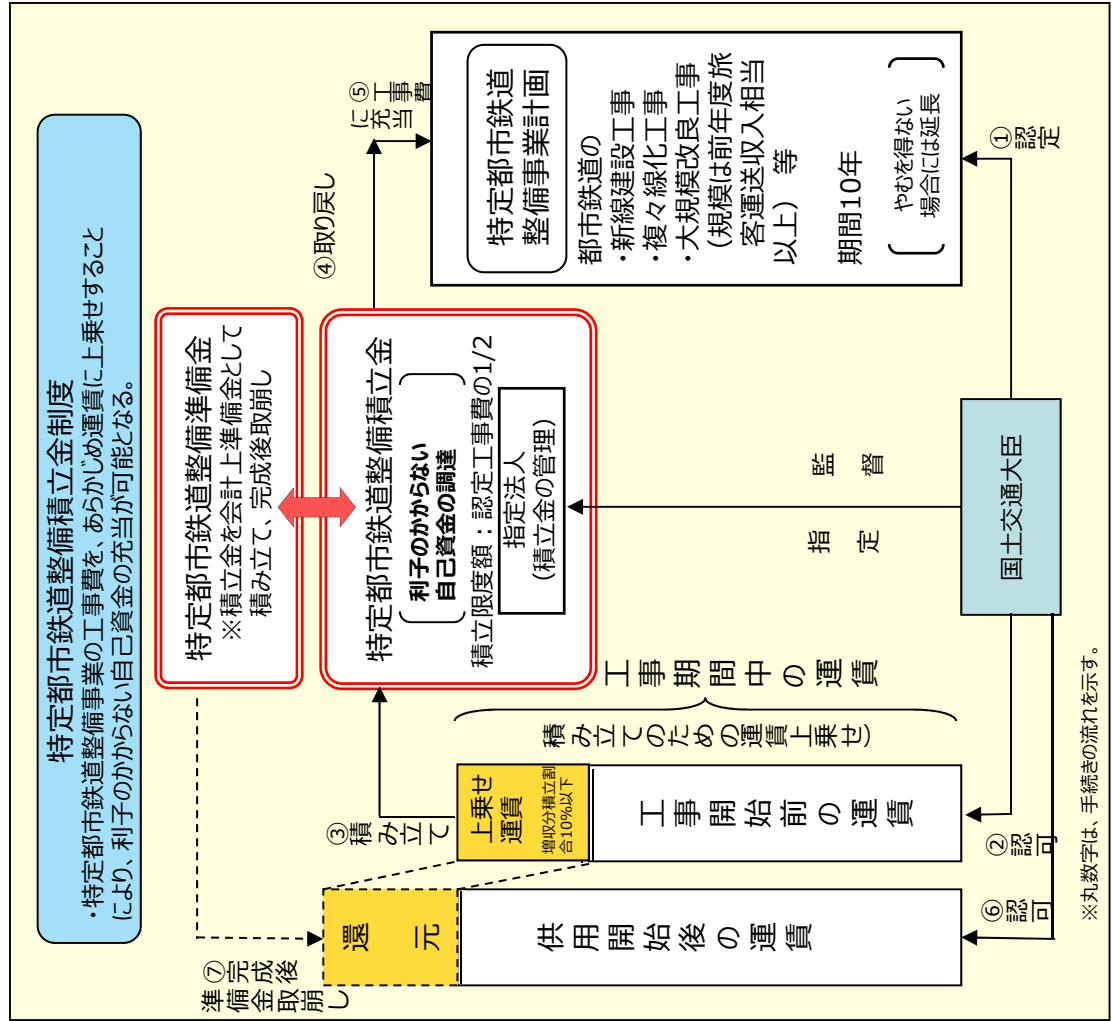 特定都市鉄道整備積立金制度
・特定都市鉄道整備事業の工事費を、あらかじめ運賃に上乗せすること
により、利子のかからない自己資金の充当が可能となる。
⑦完成後
準備金取崩し
還元
供用開始後の運賃
⑥認可
③積み立て
上乗せ
運賃
増収分積立割
合10%以下
工事開始前の運賃
②認可
積み立てのための運賃上乗せ)
工事期間中の運賃
特定都市鉄道整備準備金
※積立金を会計上準備金として
積み立て、完成後取崩し
特定都市鉄道整備積立金
利子のかからない
自己資金の調達
積立限度額：認定工事費の1/2
指定法人
(積立金の管理)
指定
監督
国土交通大臣
④取り戻し
⑤工事費
に充当
特定都市鉄道
整備事業計画
都市鉄道の
・新線建設工事
・複々線化工事
・大規模改良工事
(規模は前年度旅
客運送収入相当
以上) 等
期間10年
やむを得ない
場合には延長
①認定
※丸数字は、手続きの流れを示す。